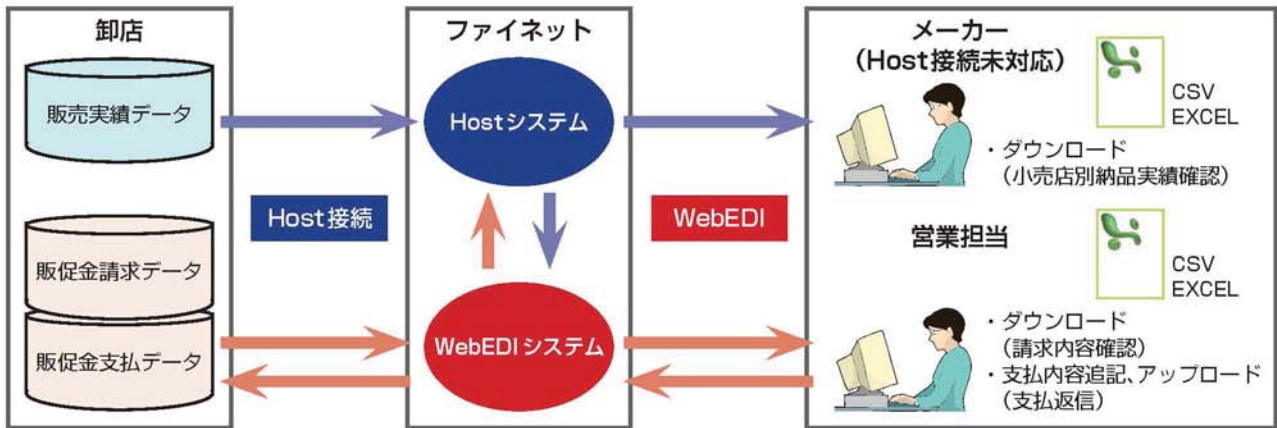 卸店
販売実績データ
販促金請求データ
販促金支払データ
Host接続
ファイネット
Hostシステム
WebEDIシステム
WebEDI
メーカー
（Host接続未対応）
CSV
EXCEL
・ダウンロード
（小売店別納品実績確認）
営業担当
CSV
EXCEL
・ダウンロード
（請求内容確認）
・支払内容追記、アップロード
（支払返信）